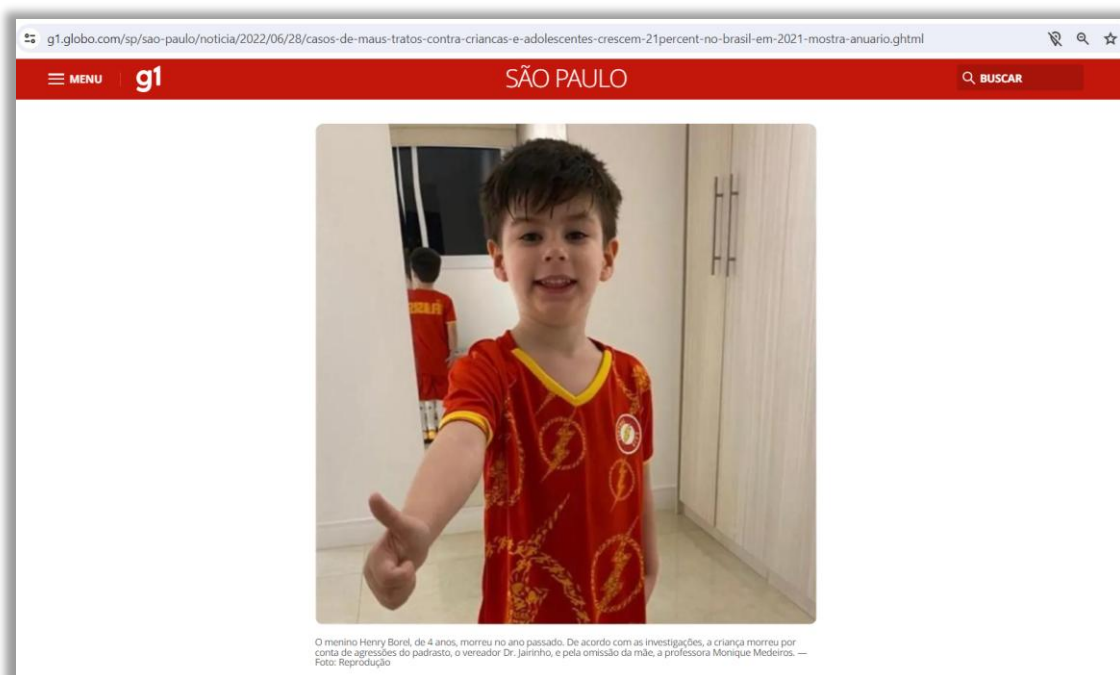 g1.globo.com/sp/sao-paulo/noticia/2022/06/28/casos-de-maus-tratos-contra-criancas-e-adolescentes-crescem-21percent-no-brasil-em-2021-mostra-anuario.ghtml
MENU g1 SÃO PAULO BUSCAR
O menino Henry Borel, de 4 anos, morreu no ano passado. De acordo com as investigações, a criança morreu por
conta de agressões do padrasto, o vereador Dr. Jairinho, e pela omissão da mãe, a professora Monique Medeiros. —
Foto: Reprodução